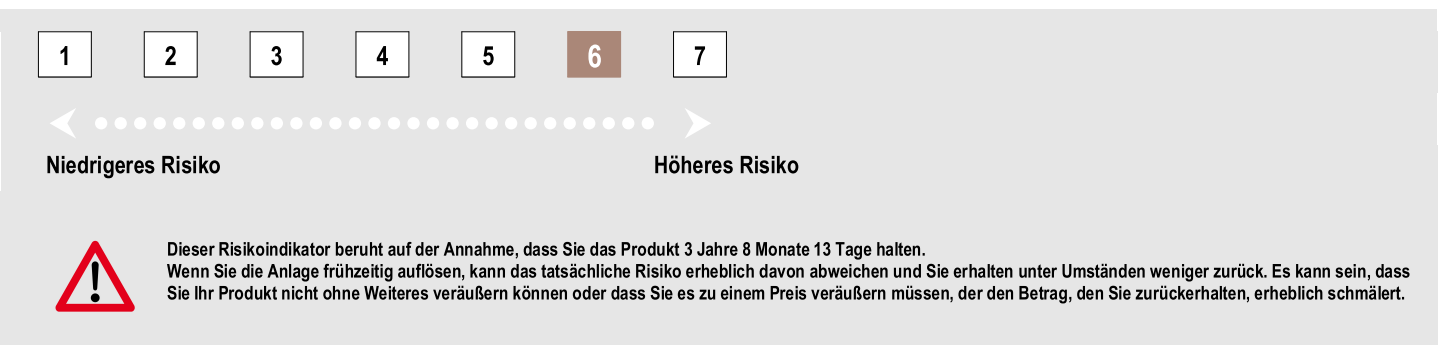 1 2 3 4 5 6 7
Niedrigeres Risiko Höheres Risiko
Dieser Risikoindikator beruht auf der Annahme, dass Sie das Produkt 3 Jahre 8 Monate 13 Tage halten.
Wenn Sie die Anlage frühzeitig auflösen, kann das tatsächliche Risiko erheblich davon abweichen und Sie erhalten unter Umständen weniger zurück. Es kann sein, dass
Sie Ihr Produkt nicht ohne Weiteres veräußern können oder dass Sie es zu einem Preis veräußern müssen, der den Betrag, den Sie zurückerhalten, erheblich schmälert.